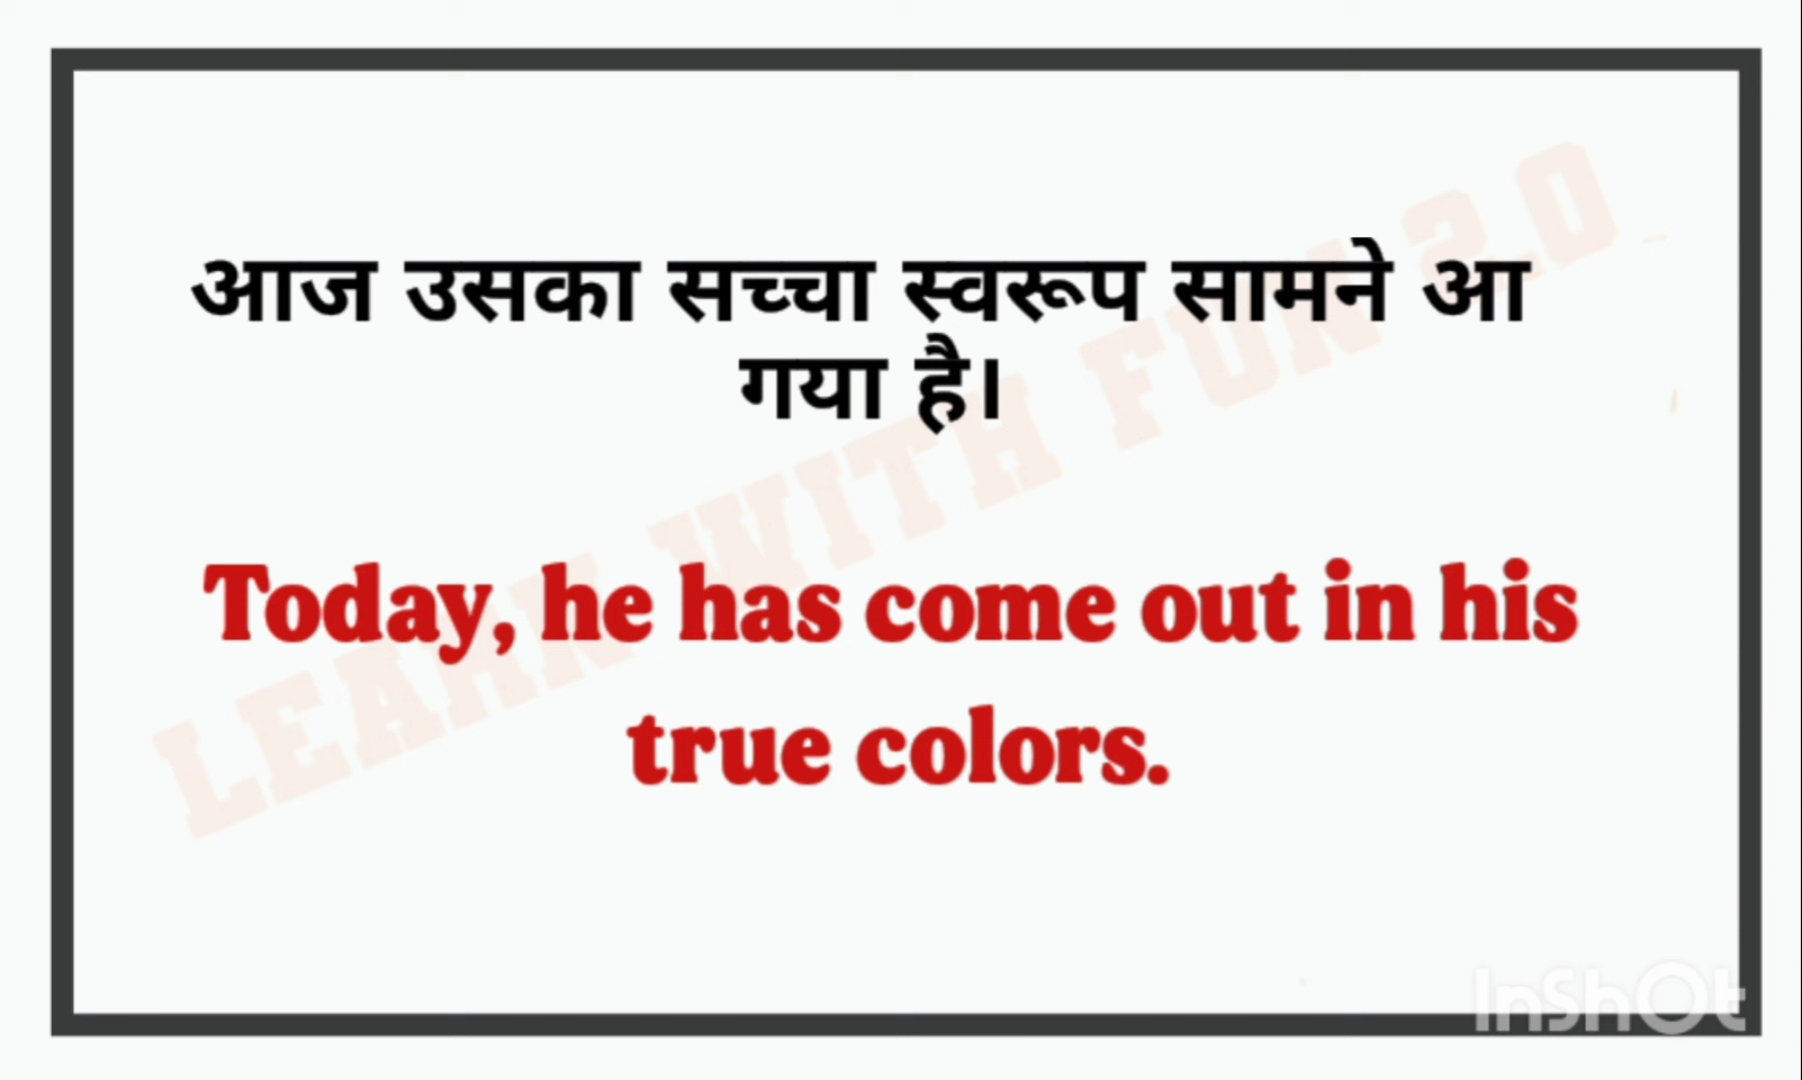 आज उसका सच्चा स्वरूप सामने आ
गया है।
Today, he has come out in his
true colors.
LEARN WITH FUN 2.0
InShOt